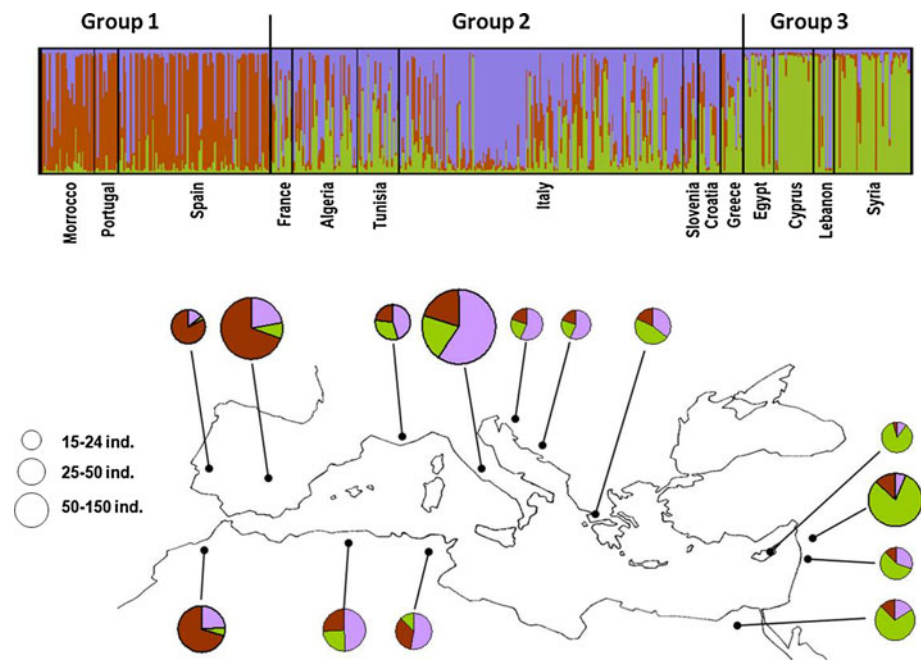 Group 1
Group 2
Group 3
Morrocco
Portugal
Spain
France
Algeria
Tunisia
Italy
Slovenia
Croatia
Greece
Egypt
Cyprus
Lebanon
Syria
15-24 ind.
25-50 ind.
50-150 ind.